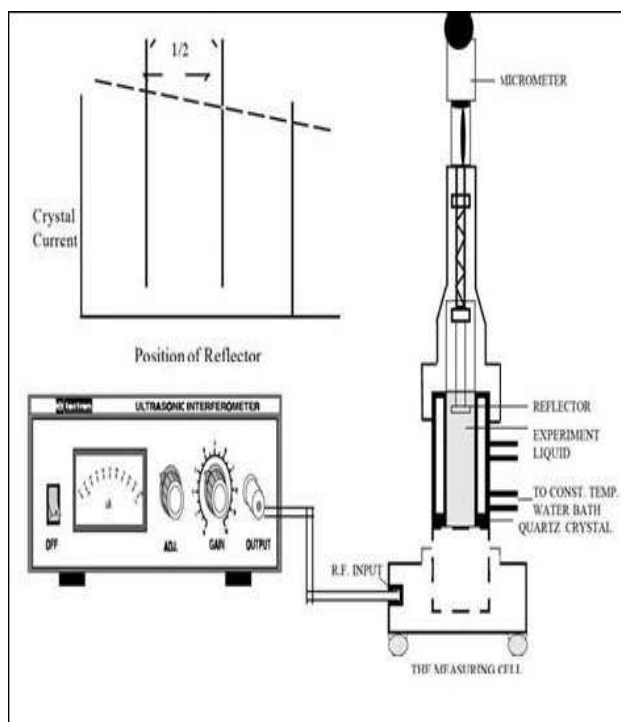 1/2
Crystal
Current
Position of Reflector
MICROMETER
REFLECTOR
EXPERIMENT
LIQUID
TO CONST. TEMP.
WATER BATH
QUARTZ CRYSTAL
R.F. INPUT
THE MEASURING CELL
ULTRASONIC INTERFEROMETER
OFF
ADJ.
GAIN
OUTPUT